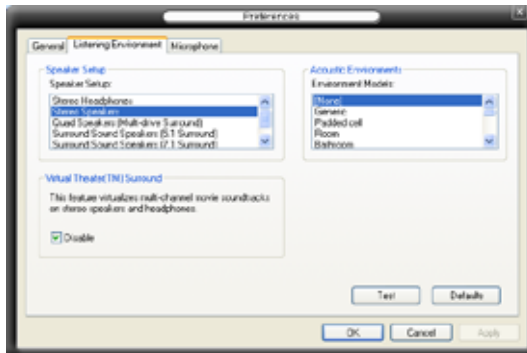 Preferences
General Listening Environment Microphone
Speaker Setup
Speaker Setup:
Stereo Headphones
Stereo Speakers
Quad Speakers (Multi-drive Surround)
Surround Sound Speakers (5.1 Surround)
Surround Sound Speakers (7.1 Surround)
Acoustic Environments
Environment Models:
(None)
Generic
Padded cell
Room
Bathroom
Virtual Theater(TM) Surround
This feature virtualizes multi-channel movie soundtracks
on stereo speakers and headphones.
Disable
Test Defaults
OK Cancel Apply